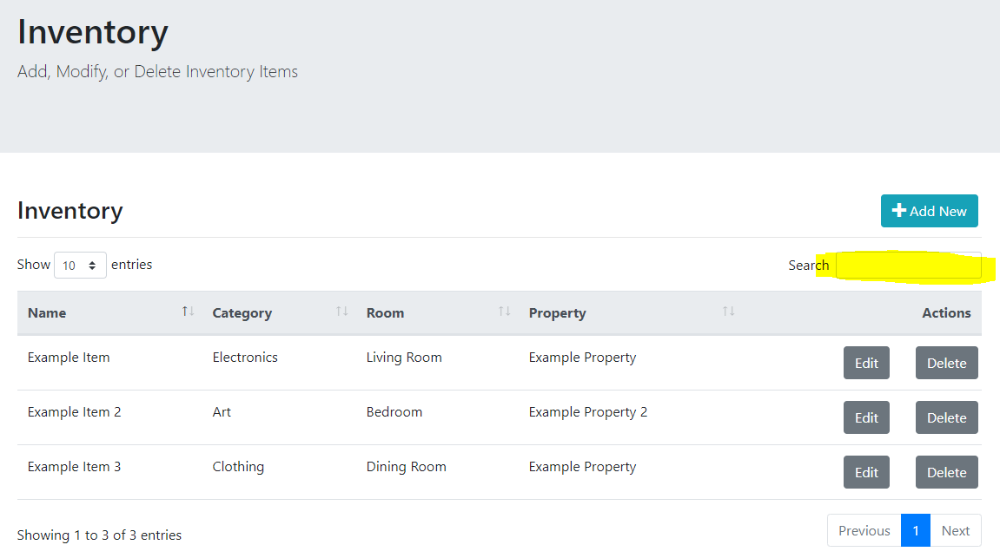 Inventory
Add, Modify, or Delete Inventory Items
Inventory
Add New
Show 10 entries
Search
Name Category Room Property Actions
Example Item Electronics Living Room Example Property Edit Delete
Example Item 2 Art Bedroom Example Property 2 Edit Delete
Example Item 3 Clothing Dining Room Example Property Edit Delete
Showing 1 to 3 of 3 entries
Previous 1 Next